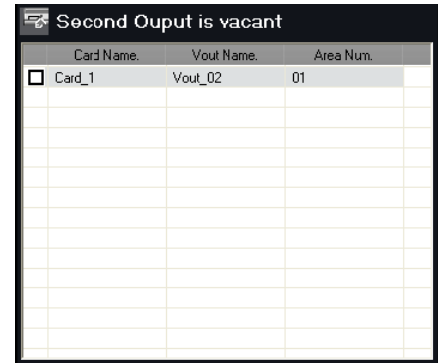 Second Ouput is vacant
Card Name. Vout Name. Area Num.
Card_1 Vout_02 01